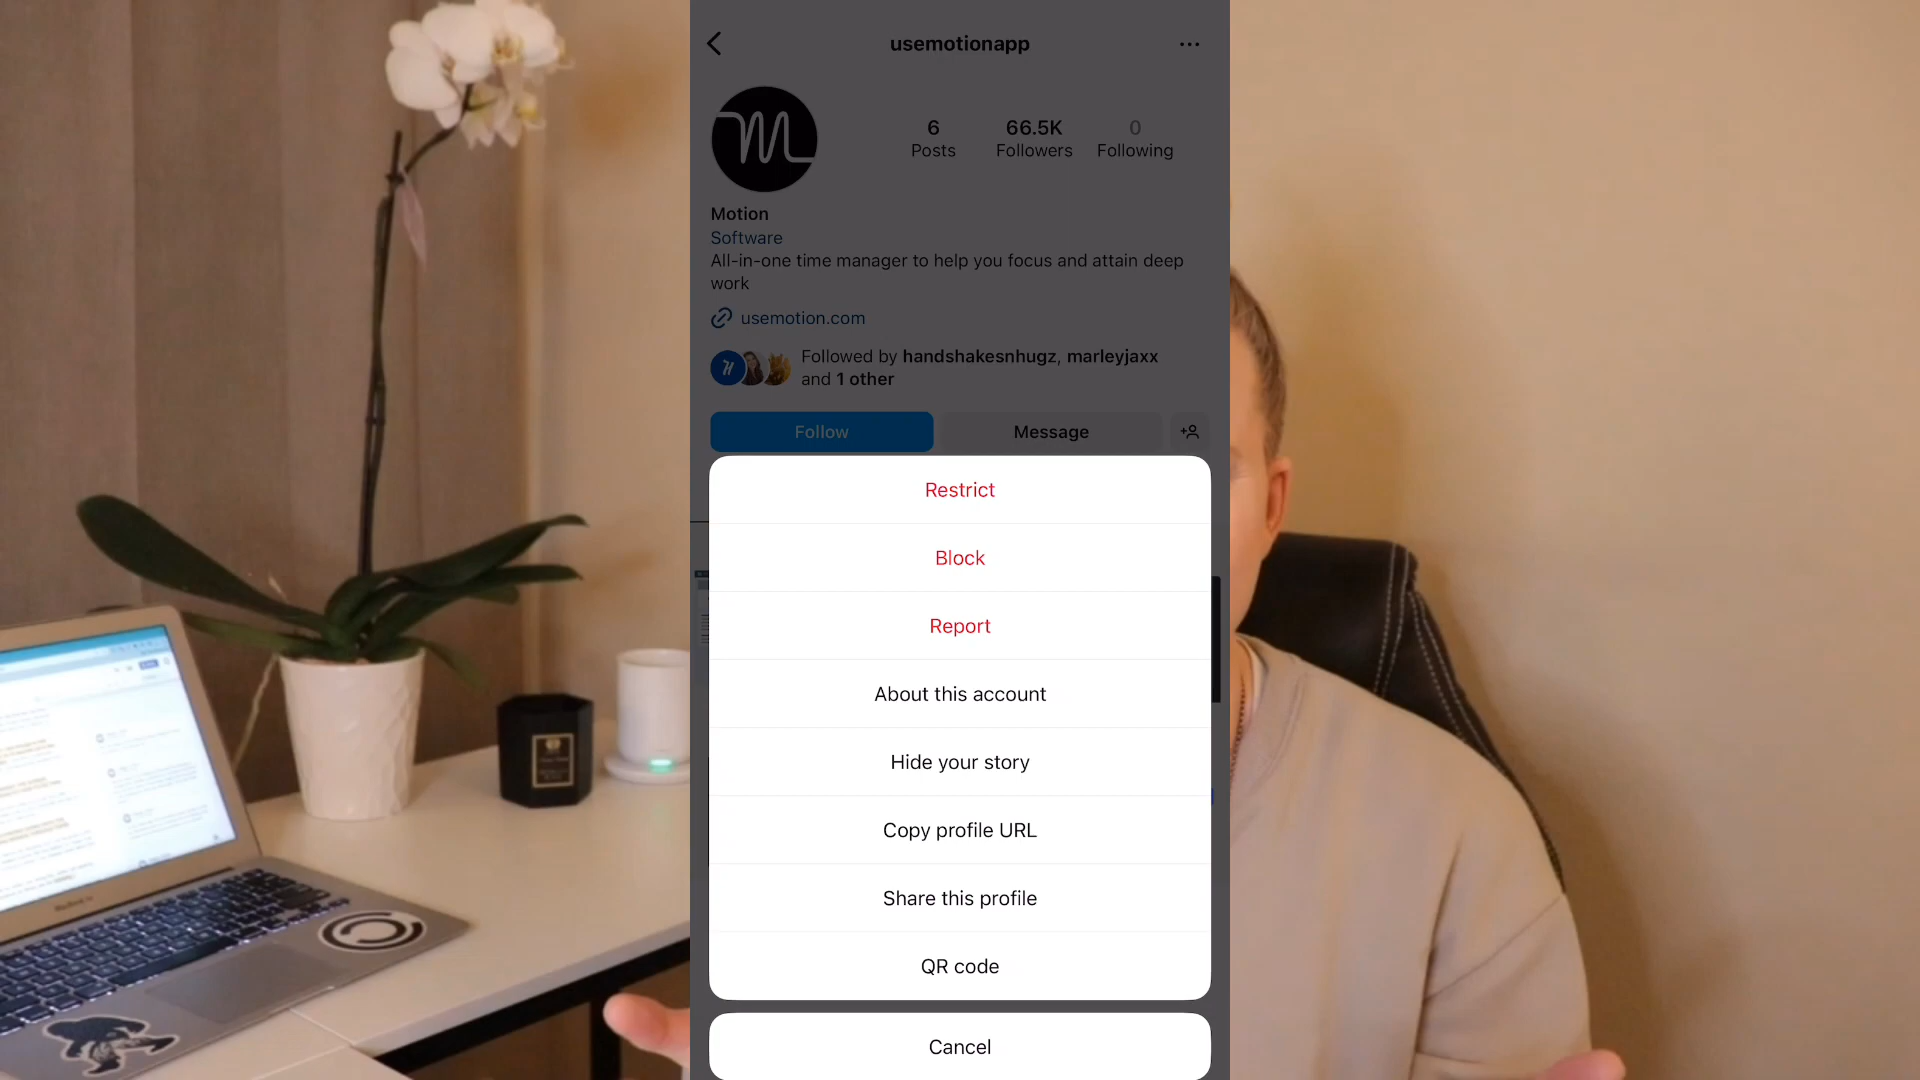 usemotionapp
6
Posts
66.5K
Followers
0
Following
Motion
Software
All-in-one time manager to help you focus and attain deep
work
usemotion.com
Followed by handshakesnhugz, marleyjaxx
and 1 other
Follow
Message
Restrict
Block
Report
About this account
Hide your story
Copy profile URL
Share this profile
QR code
Cancel